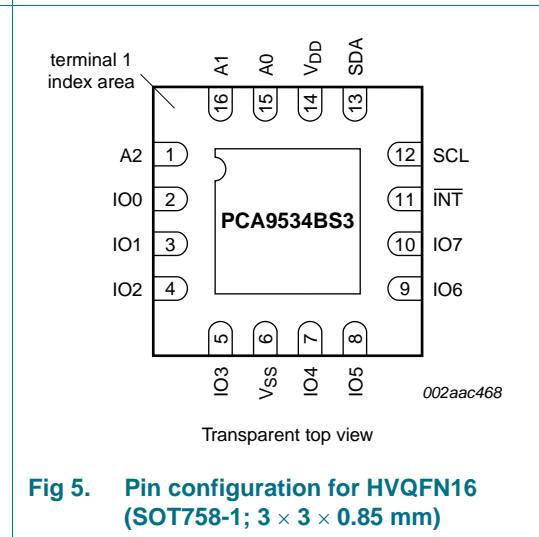 terminal 1
index area
A1 A0 VDD SDA
16 15 14 13
A2 1 12 SCL
IO0 2 11 INT
PCA9534BS3
IO1 3 10 IO7
IO2 4 9 IO6
5 6 7 8
IO3 VSS IO4 IO5
002aac468
Transparent top view
Fig 5. Pin configuration for HVQFN16
(SOT758-1; 3 × 3 × 0.85 mm)